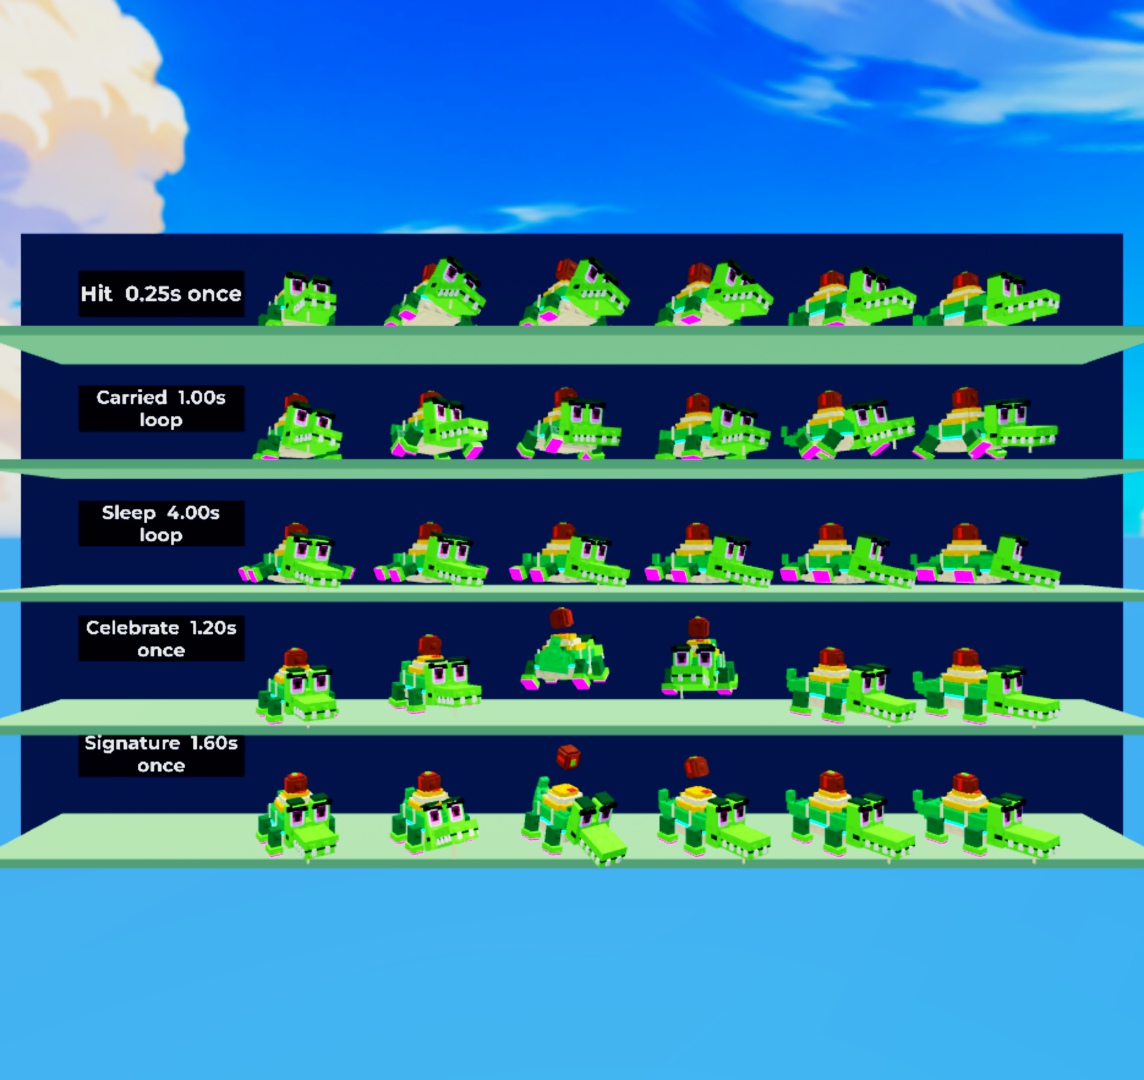 Hit 0.25s once
Carried 1.00s
loop
Sleep 4.00s
loop
Celebrate 1.20s
once
Signature 1.60s
once